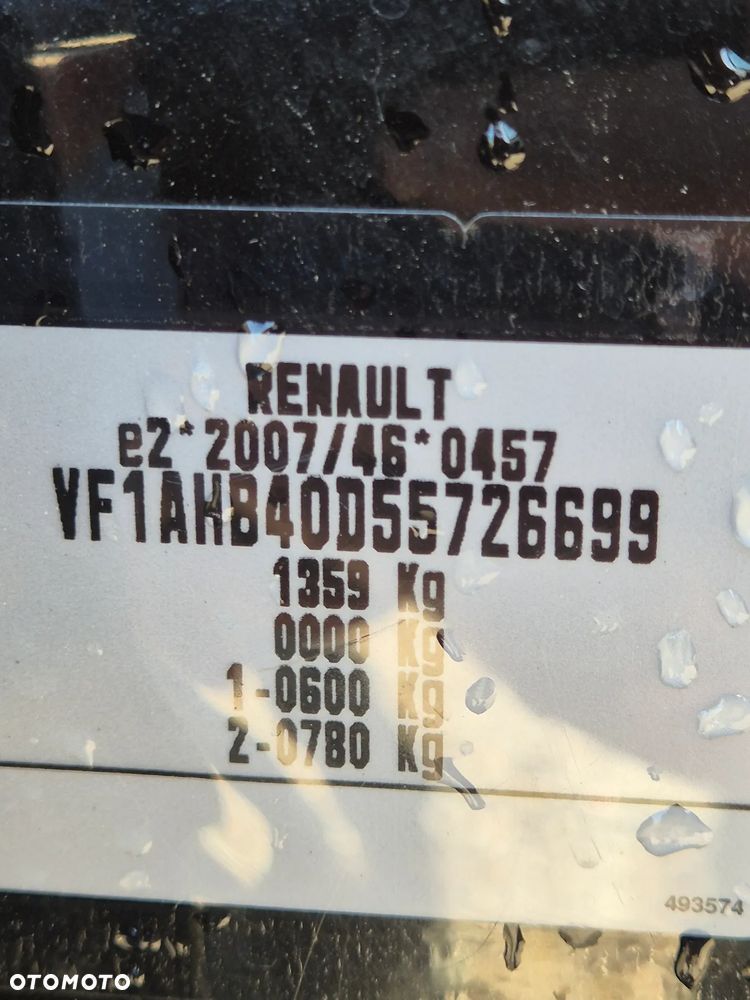 RENAULT
e2*2007/46*0457
VF1AHB40D55726699
1359 Kg
0000 Kg
1-0600 Kg
2-0780 Kg
493574
OTOMOTO